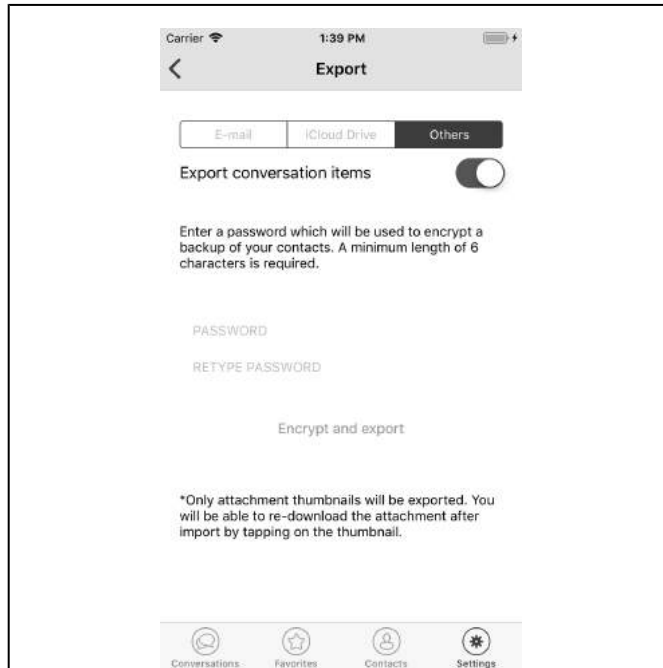 Carrier 1:39 PM
Export
E-mail iCloud Drive Others
Export conversation items
Enter a password which will be used to encrypt a
backup of your contacts. A minimum length of 6
characters is required.
PASSWORD
RETYPE PASSWORD
Encrypt and export
*Only attachment thumbnails will be exported. You
will be able to re-download the attachment after
import by tapping on the thumbnail.
Conversations Favorites Contacts Settings